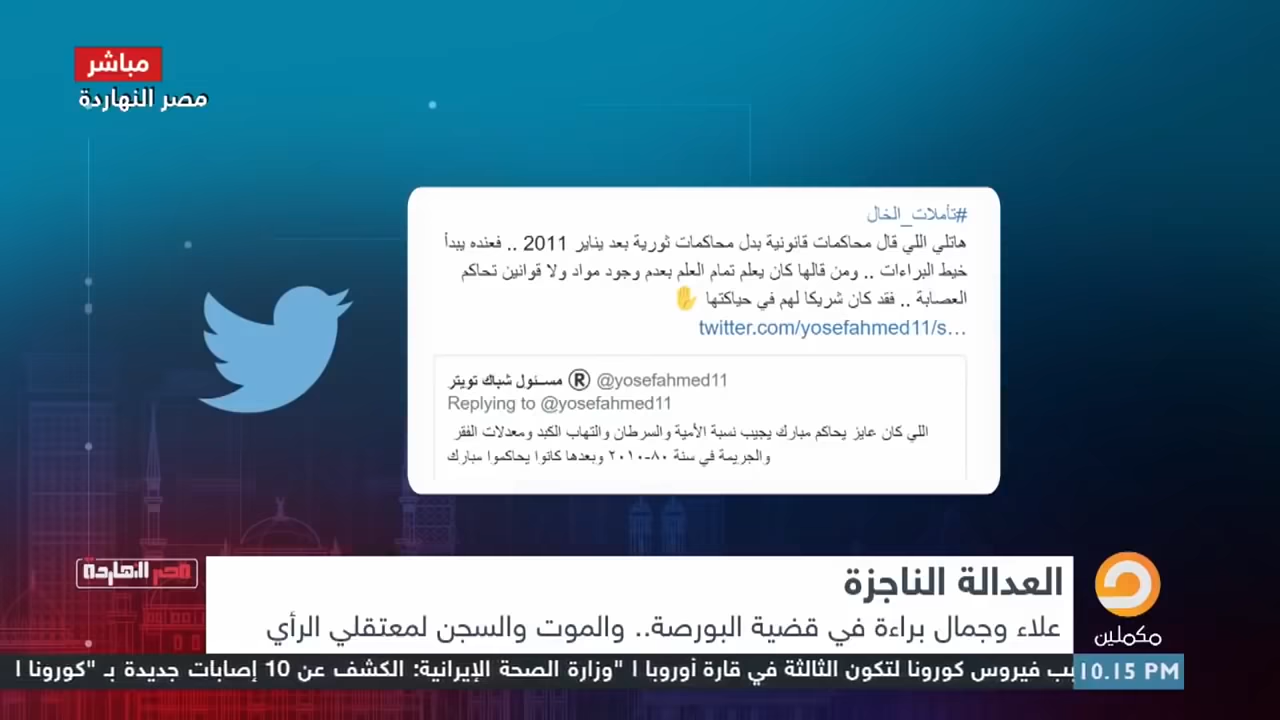 مباشر
مصر النهاردة
#تأملات_الخال
هاتلي اللي قال محاكمات قانونية بدل محاكمات ثورية بعد يناير 2011 .. فعنده يبدأ
خيط البراءات .. ومن قالها كان يعلم تمام العلم بعدم وجود مواد ولا قوانين تحاكم
العصابة .. فقد كان شريكا لهم في حياكتها ✋
twitter.com/yosefahmed11/s…
مسئول شباك تويتر ® @yosefahmed11
Replying to @yosefahmed11
اللي كان عايز يحاكم مبارك يجيب نسبة الأمية والسرطان والتهاب الكبد ومعدلات الفقر
والجريمة في سنة ٨٠-٢٠١٠ وبعدها كانوا يحاكموا مبارك
مصر النهاردة
العدالة الناجزة
علاء وجمال براءة في قضية البورصة.. والموت والسجن لمعتقلي الرأي
مكملين
بب فيروس كورونا لتكون الثالثة في قارة أوروبا ا "وزارة الصحة الإيرانية: الكشف عن 10 إصابات جديدة بـ "كورونا ا
10.15 PM